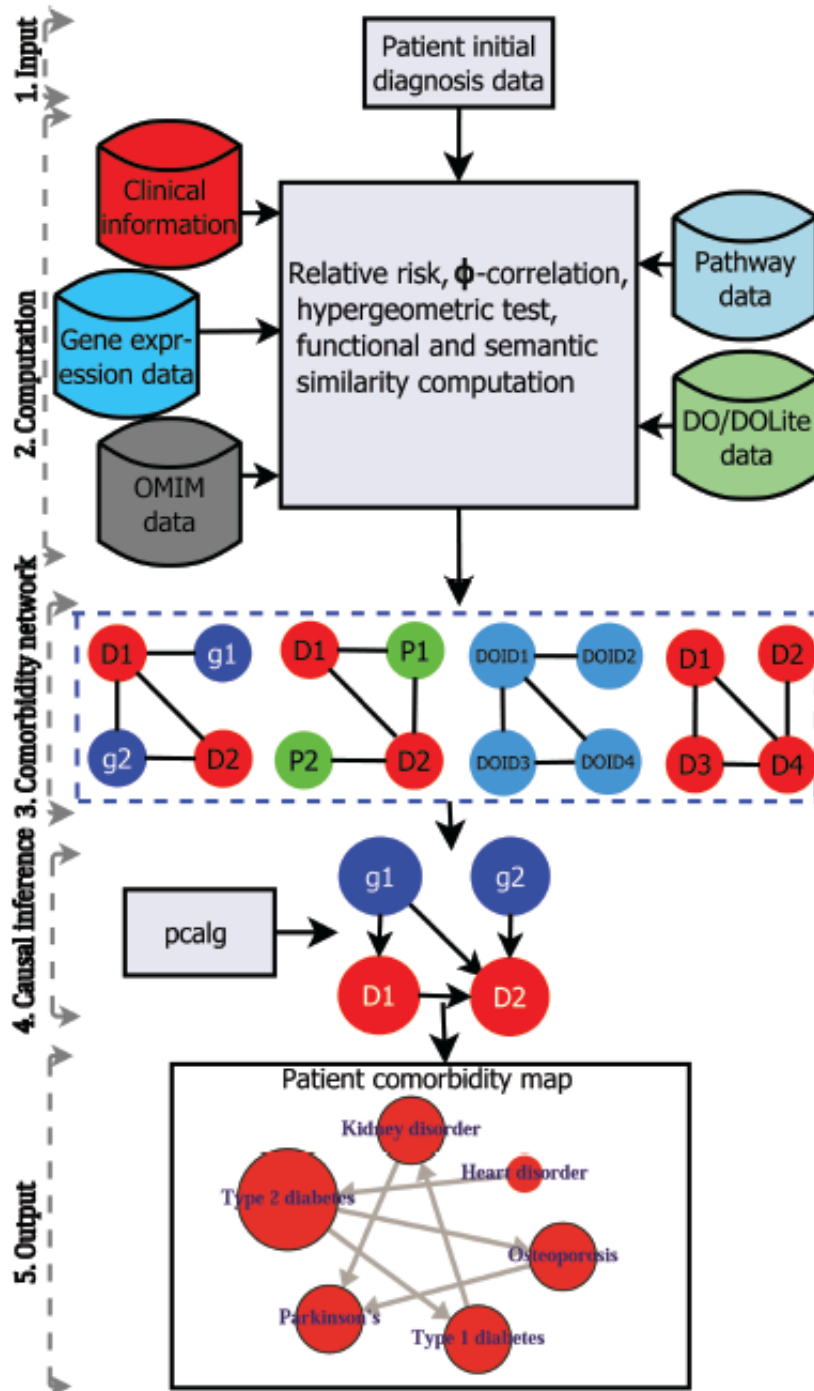 1. Input
Patient initial
diagnosis data
2. Computation
Clinical
information
Gene expr-
ession data
OMIM
data
Relative risk, ϕ-correlation,
hypergeometric test,
functional and semantic
similarity computation
Pathway
data
DO/DOLite
data
3. Comorbidity network
D1
g1
g2
D2
D1
P1
P2
D2
DOID1
DOID2
DOID3
DOID4
D1
D2
D3
D4
4. Causal inference
pcalg
g1
g2
D1
D2
5. Output
Patient comorbidity map
Kidney disorder
Heart disorder
Type 2 diabetes
Osteoporosis
Parkinson's
Type 1 diabetes